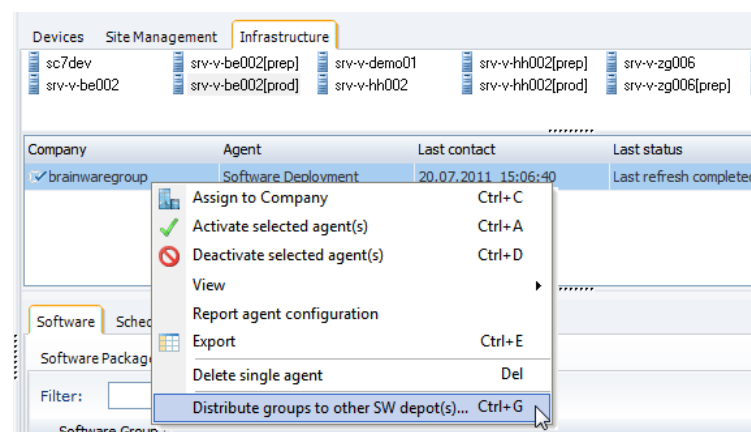 Devices Site Management Infrastructure
sc7dev srv-v-be002[prep] srv-v-demo01 srv-v-hh002[prep] srv-v-zg006
srv-v-be002 srv-v-be002[prod] srv-v-hh002 srv-v-hh002[prod] srv-v-zg006[prep]
Company Agent Last contact Last status
brainwaregroup Software Deployment 20.07.2011 15:06:40 Last refresh completed
Assign to Company Ctrl+C
Activate selected agent(s) Ctrl+A
Deactivate selected agent(s) Ctrl+D
View
Report agent configuration
Software Sched
Export Ctrl+E
Software Packag
Delete single agent Del
Filter:
Distribute groups to other SW depot(s)... Ctrl+G
Software Group